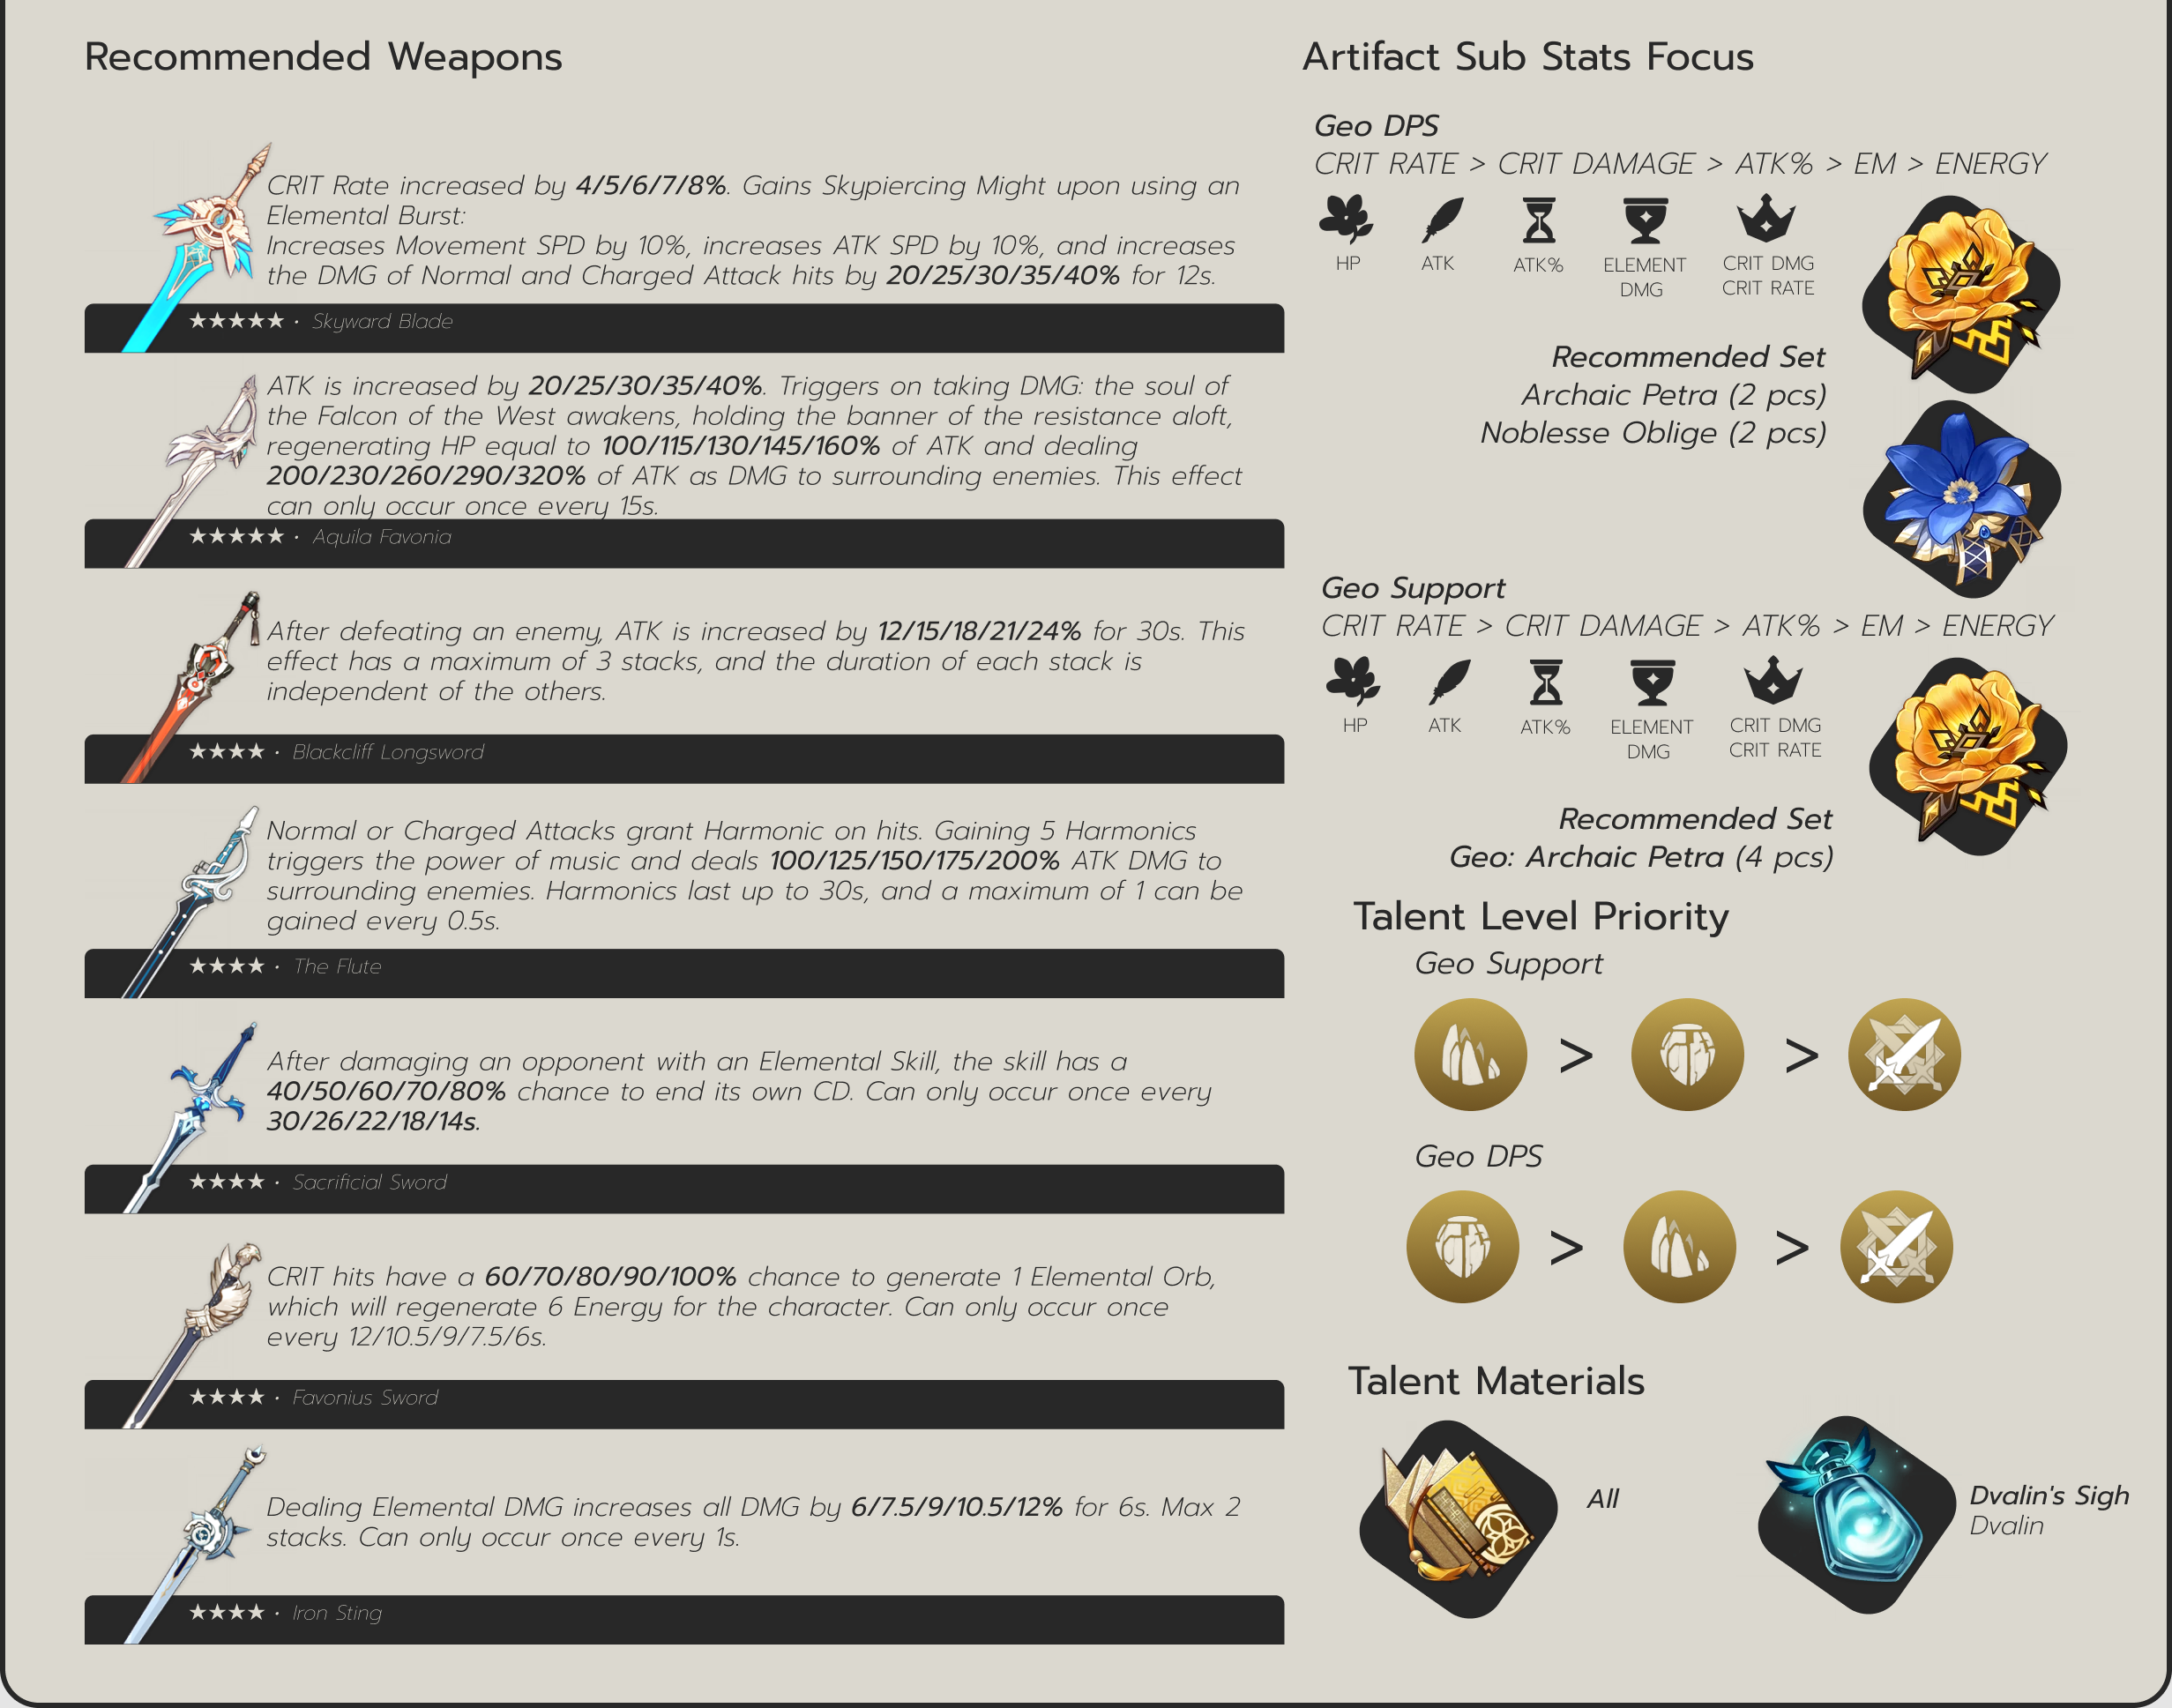 Recommended Weapons
CRIT Rate increased by 4/5/6/7/8%. Gains Skypiercing Might upon using an
Elemental Burst:
Increases Movement SPD by 10%, increases ATK SPD by 10%, and increases
the DMG of Normal and Charged Attack hits by 20/25/30/35/40% for 12s.
★★★★★ • Skyward Blade
ATK is increased by 20/25/30/35/40%. Triggers on taking DMG: the soul of
the Falcon of the West awakens, holding the banner of the resistance aloft,
regenerating HP equal to 100/115/130/145/160% of ATK and dealing
200/230/260/290/320% of ATK as DMG to surrounding enemies. This effect
can only occur once every 15s.
★★★★★ • Aquila Favonia
After defeating an enemy, ATK is increased by 12/15/18/21/24% for 30s. This
effect has a maximum of 3 stacks, and the duration of each stack is
independent of the others.
★★★★ • Blackcliff Longsword
Normal or Charged Attacks grant Harmonic on hits. Gaining 5 Harmonics
triggers the power of music and deals 100/125/150/175/200% ATK DMG to
surrounding enemies. Harmonics last up to 30s, and a maximum of 1 can be
gained every 0.5s.
★★★★ • The Flute
After damaging an opponent with an Elemental Skill, the skill has a
40/50/60/70/80% chance to end its own CD. Can only occur once every
30/26/22/18/14s.
★★★★ • Sacrificial Sword
CRIT hits have a 60/70/80/90/100% chance to generate 1 Elemental Orb,
which will regenerate 6 Energy for the character. Can only occur once
every 12/10.5/9/7.5/6s.
★★★★ • Favonius Sword
Dealing Elemental DMG increases all DMG by 6/7.5/9/10.5/12% for 6s. Max 2
stacks. Can only occur once every 1s.
★★★★ • Iron Sting
Artifact Sub Stats Focus
Geo DPS
CRIT RATE > CRIT DAMAGE > ATK% > EM > ENERGY
HP ATK ATK% ELEMENT DMG CRIT DMG CRIT RATE
Recommended Set
Archaic Petra (2 pcs)
Noblesse Oblige (2 pcs)
Geo Support
CRIT RATE > CRIT DAMAGE > ATK% > EM > ENERGY
HP ATK ATK% ELEMENT DMG CRIT DMG CRIT RATE
Recommended Set
Geo: Archaic Petra (4 pcs)
Talent Level Priority
Geo Support
> >
Geo DPS
> >
Talent Materials
All
Dvalin's Sigh
Dvalin